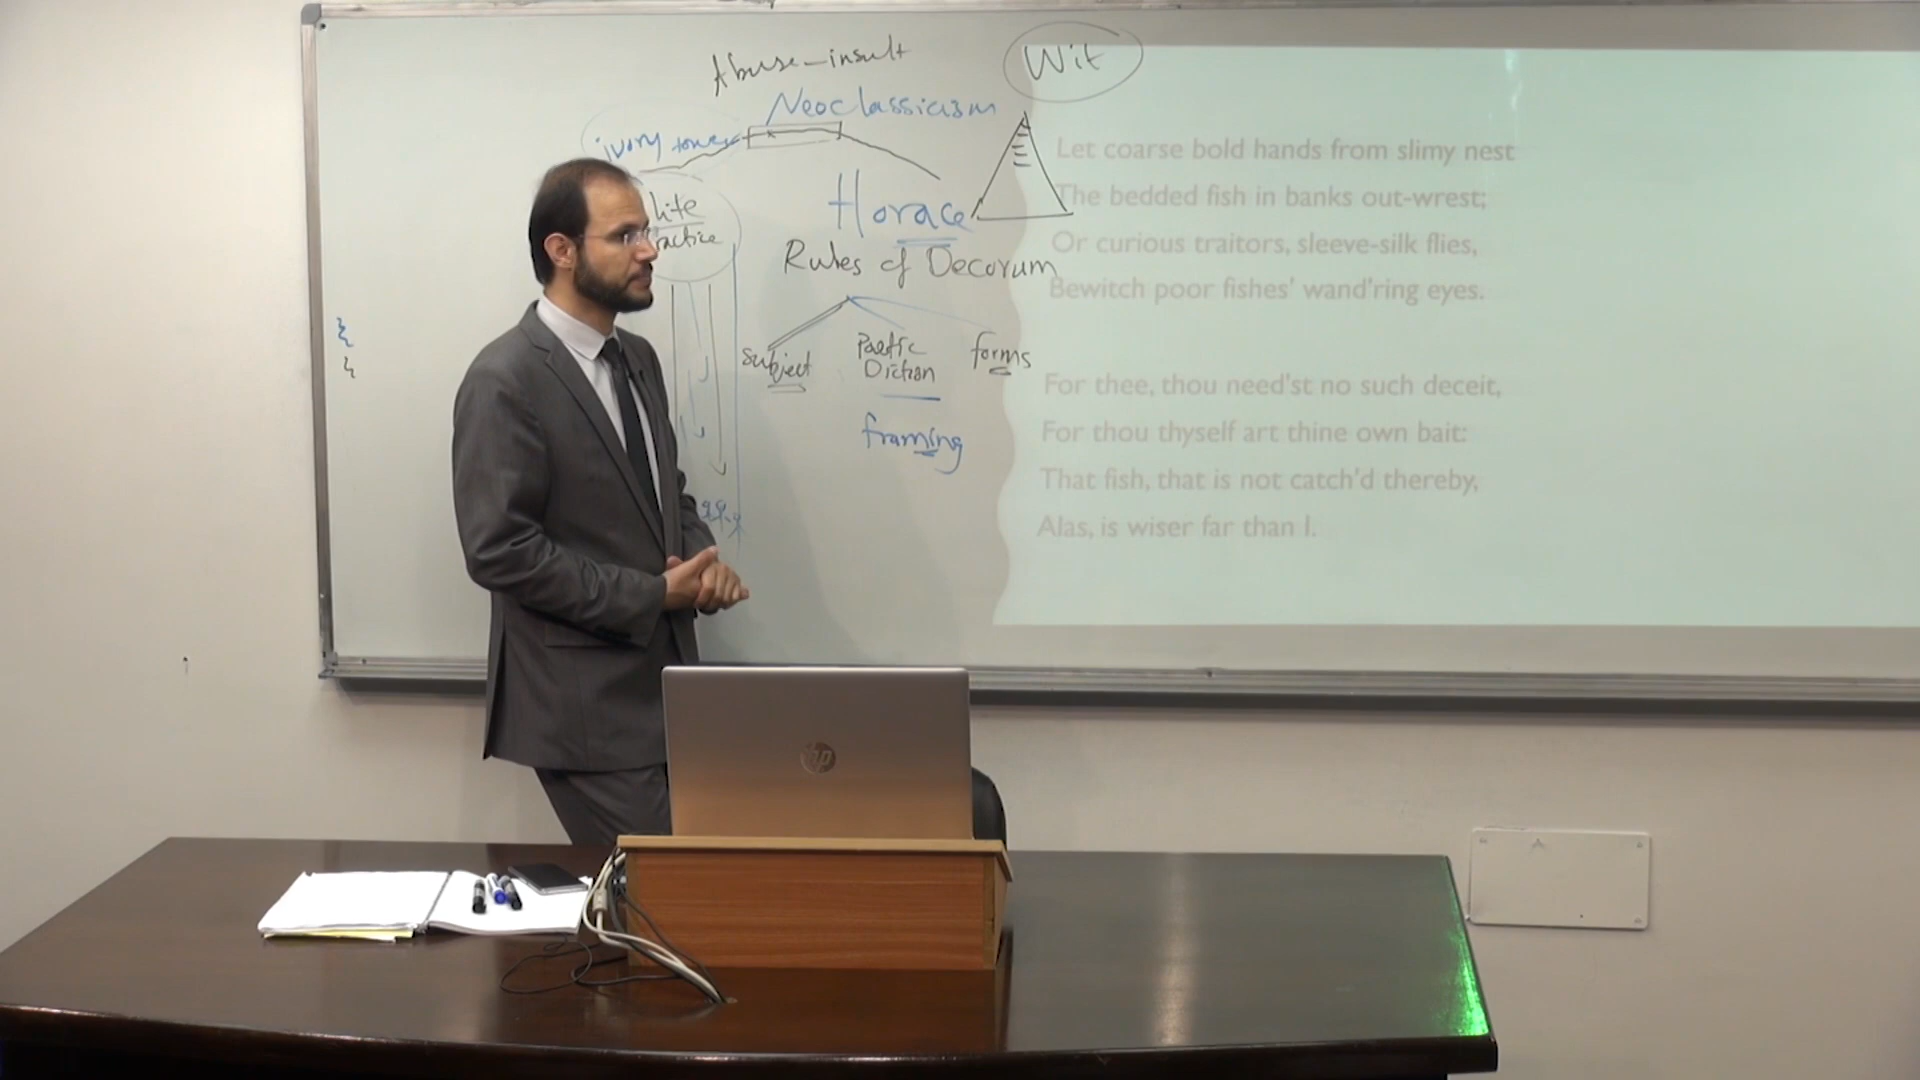 Abuse-insult
Wit
Neoclassicism
ivory tower
lite
ractice
Horace
Rules of Decorum
subject
Poetic
Diction
forms
framing
Let coarse bold hands from slimy nest
The bedded fish in banks out-wrest;
Or curious traitors, sleeve-silk flies,
Bewitch poor fishes' wand'ring eyes.
For thee, thou need'st no such deceit,
For thou thyself art thine own bait:
That fish, that is not catch'd thereby,
Alas, is wiser far than I.
hp